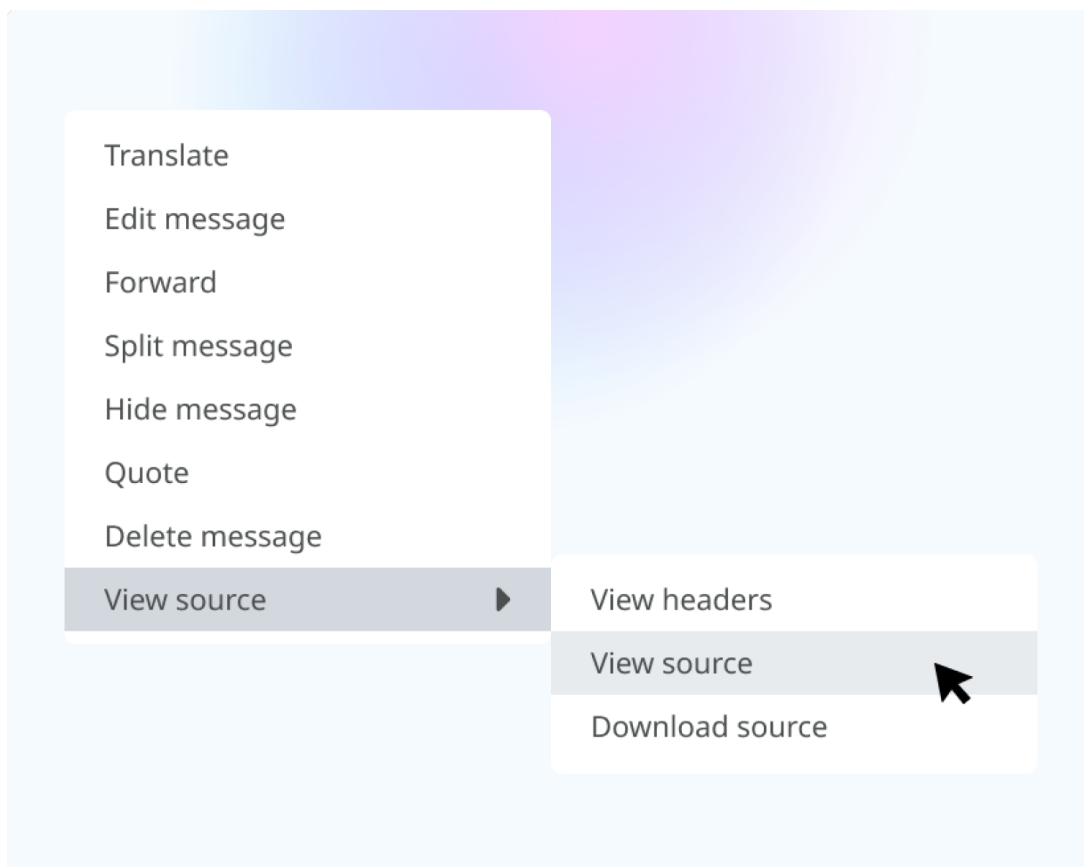 Translate
Edit message
Forward
Split message
Hide message
Quote
Delete message
View source
View headers
View source
Download source